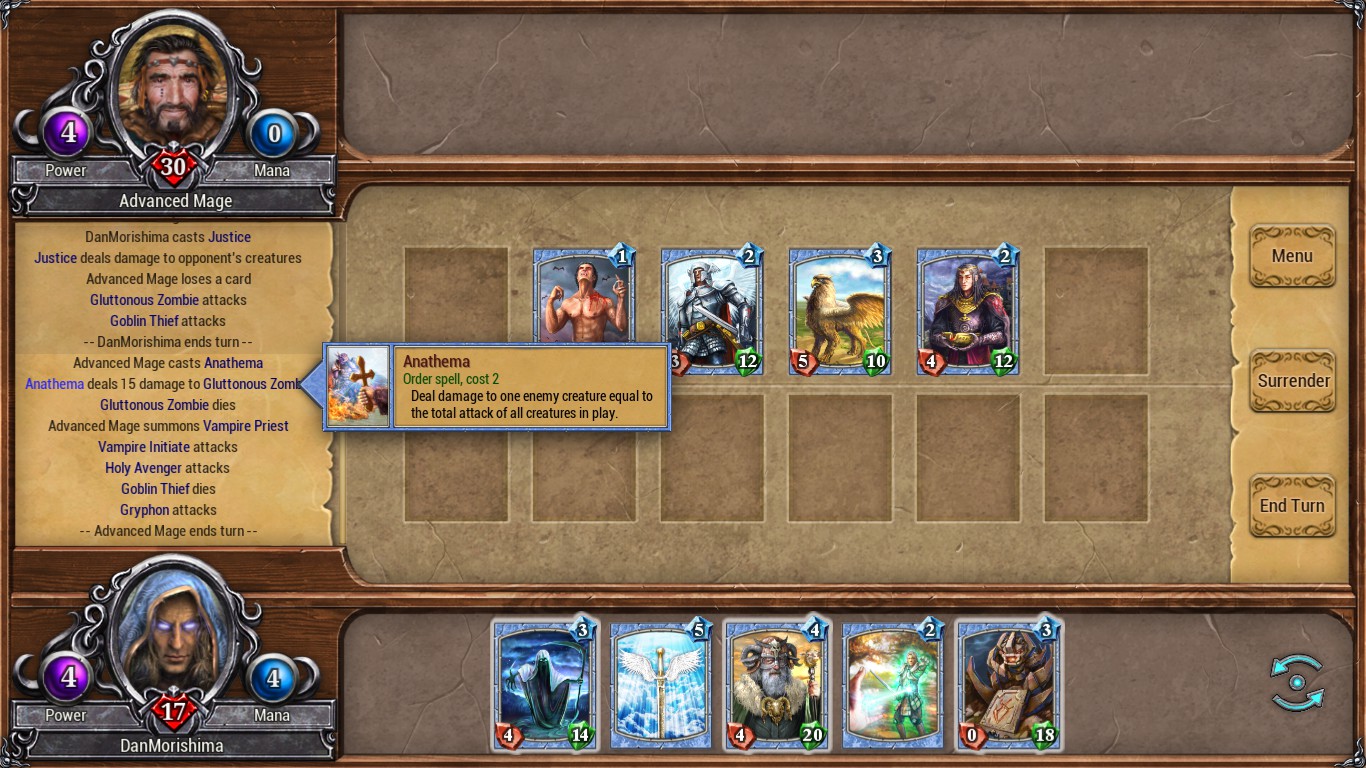 4
0
Power
30
Mana
Advanced Mage
DanMorishima casts Justice
Justice deals damage to opponent's creatures
Advanced Mage loses a card
Gluttonous Zombie attacks
Goblin Thief attacks
-- DanMorishima ends turn --
Advanced Mage casts Anathema
Anathema deals 15 damage to Gluttonous Zomb
Gluttonous Zombie dies
Advanced Mage summons Vampire Priest
Vampire Initiate attacks
Holy Avenger attacks
Goblin Thief dies
Gryphon attacks
-- Advanced Mage ends turn --
1
2
3
2
3
12
5
10
4
12
Anathema
Order spell, cost 2
Deal damage to one enemy creature equal to
the total attack of all creatures in play.
Menu
Surrender
End Turn
4
4
Power
17
Mana
DanMorishima
3
5
4
2
3
4
14
4
20
0
18